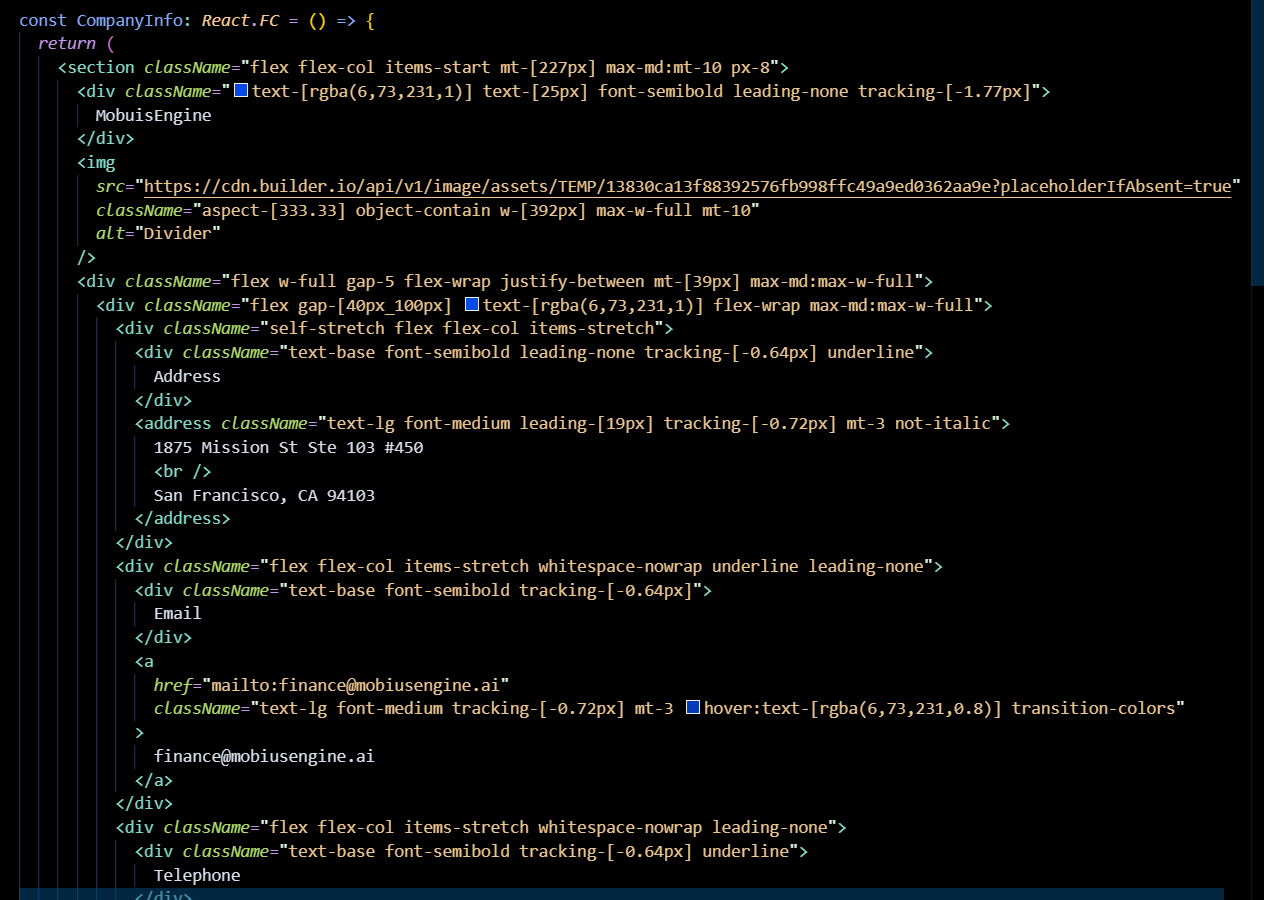 const CompanyInfo: React.FC = () => {
return (
<section className="flex flex-col items-start mt-[227px] max-md:mt-10 px-8">
<div className="text-[rgba(6,73,231,1)] text-[25px] font-semibold leading-none tracking-[-1.77px]">
MobuisEngine
</div>
<img
src="https://cdn.builder.io/api/v1/image/assets/TEMP/13830ca13f88392576fb998ffc49a9ed0362aa9e?placeholderIfAbsent=true"
className="aspect-[333.33] object-contain w-[392px] max-w-full mt-10"
alt="Divider"
/>
<div className="flex w-full gap-5 flex-wrap justify-between mt-[39px] max-md:max-w-full">
<div className="flex gap-[40px_100px] text-[rgba(6,73,231,1)] flex-wrap max-md:max-w-full">
<div className="self-stretch flex flex-col items-stretch">
<div className="text-base font-semibold leading-none tracking-[-0.64px] underline">
Address
</div>
<address className="text-lg font-medium leading-[19px] tracking-[-0.72px] mt-3 not-italic">
1875 Mission St Ste 103 #450
<br />
San Francisco, CA 94103
</address>
</div>
<div className="flex flex-col items-stretch whitespace-nowrap underline leading-none">
<div className="text-base font-semibold tracking-[-0.64px]">
Email
</div>
<a
href="mailto:finance@mobiusengine.ai"
className="text-lg font-medium tracking-[-0.72px] mt-3 hover:text-[rgba(6,73,231,0.8)] transition-colors"
>
finance@mobiusengine.ai
</a>
</div>
<div className="flex flex-col items-stretch whitespace-nowrap leading-none">
<div className="text-base font-semibold tracking-[-0.64px] underline">
Telephone
</div>